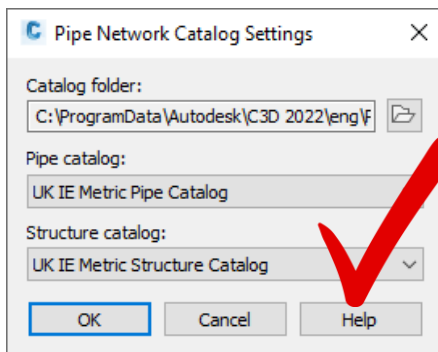 Pipe Network Catalog Settings
Catalog folder:
C:\ProgramData\Autodesk\C3D 2022\eng\
Pipe catalog:
UK IE Metric Pipe Catalog
Structure catalog:
UK IE Metric Structure Catalog
OK Cancel Help